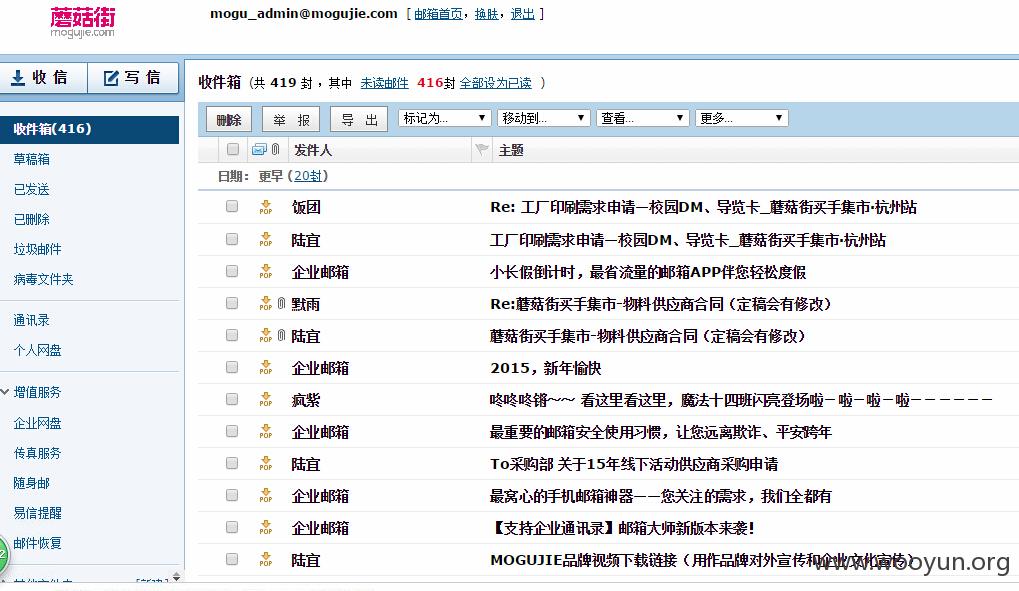 蘑菇街
mogujie.com
mogu_admin@mogujie.com [ 邮箱首页, 换肤, 退出 ]
收 信 写 信
收件箱 (共 419 封 ，其中 未读邮件 416封 全部设为已读 )
删除 举 报 导 出 标记为... 移动到... 查看... 更多...
收件箱(416)
草稿箱
已发送
已删除
垃圾邮件
病毒文件夹
通讯录
个人网盘
增值服务
企业网盘
传真服务
随身邮
易信提醒
邮件恢复
2
发件人 主题
日期： 更早 (20封)
饭团 Re: 工厂印刷需求申请—校园DM、导览卡_蘑菇街买手集市·杭州站
陆宜 工厂印刷需求申请—校园DM、导览卡_蘑菇街买手集市·杭州站
企业邮箱 小长假倒计时，最省流量的邮箱APP伴您轻松度假
默雨 Re:蘑菇街买手集市-物料供应商合同（定稿会有修改）
陆宜 蘑菇街买手集市-物料供应商合同（定稿会有修改）
企业邮箱 2015，新年愉快
疯紫 咚咚咚锵～～ 看这里看这里，魔法十四班闪亮登场啦－啦－啦－啦－－－－－－
企业邮箱 最重要的邮箱安全使用习惯，让您远离欺诈、平安跨年
陆宜 To采购部 关于15年线下活动供应商采购申请
企业邮箱 最窝心的手机邮箱神器——您关注的需求，我们全都有
企业邮箱 【支持企业通讯录】邮箱大师新版本来袭！
陆宜 MOGUJIE品牌视频下载链接（用作品牌对外宣传和企业文化宣传）
www.wooyun.org